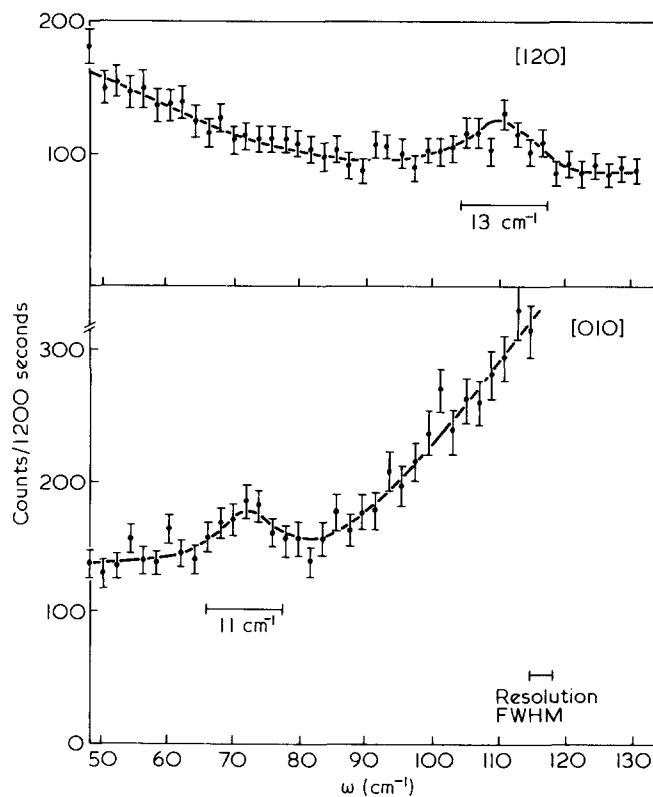 200
[120]
100
13 cm⁻¹
Counts/1200 seconds
300
[010]
200
100
11 cm⁻¹
Resolution
FWHM
0
50 60 70 80 90 100 110 120 130
ω (cm⁻¹)